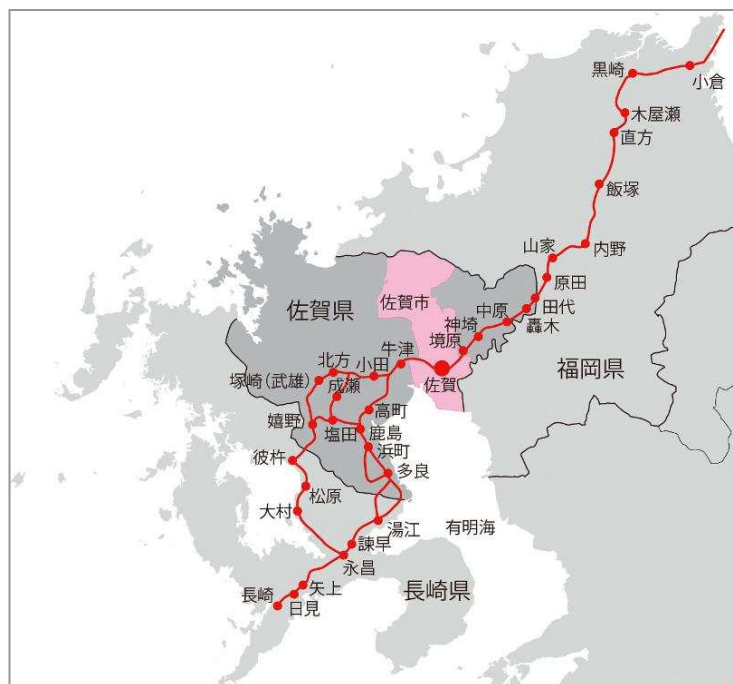 黒崎
小倉
木屋瀬
直方
飯塚
山家
内野
原田
佐賀市
中原
田代
佐賀県
神埼
轟木
境原
牛津
福岡県
北方
小田
成瀬
佐賀
塚崎(武雄)
高町
嬉野
塩田
鹿島
浜町
彼杵
多良
松原
大村
湯江
有明海
諫早
永昌
長崎
矢上
長崎県
日見